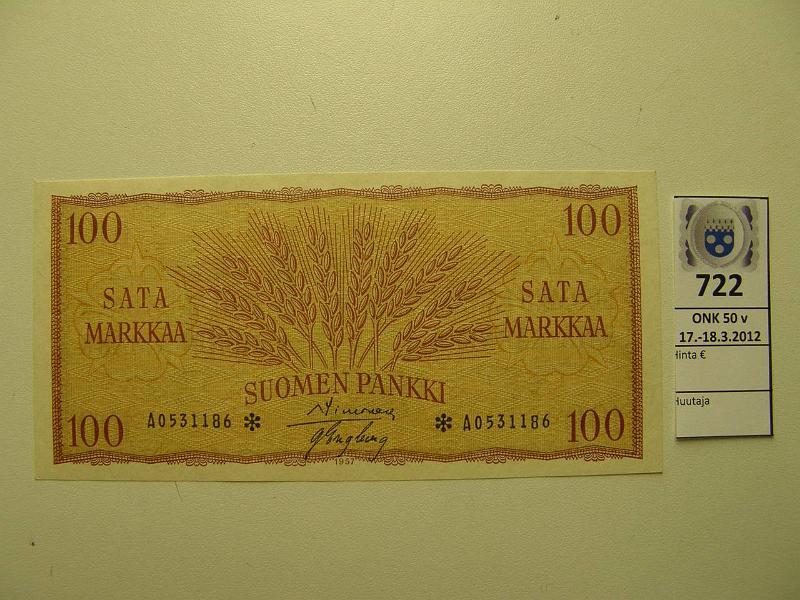 100 100
SATA MARKKAA
SATA MARKKAA
SUOMEN PANKKI
A0531186 * * A0531186
100 100
1957
722
ONK 50 v
17.-18.3.2012
Hinta €
Huutaja